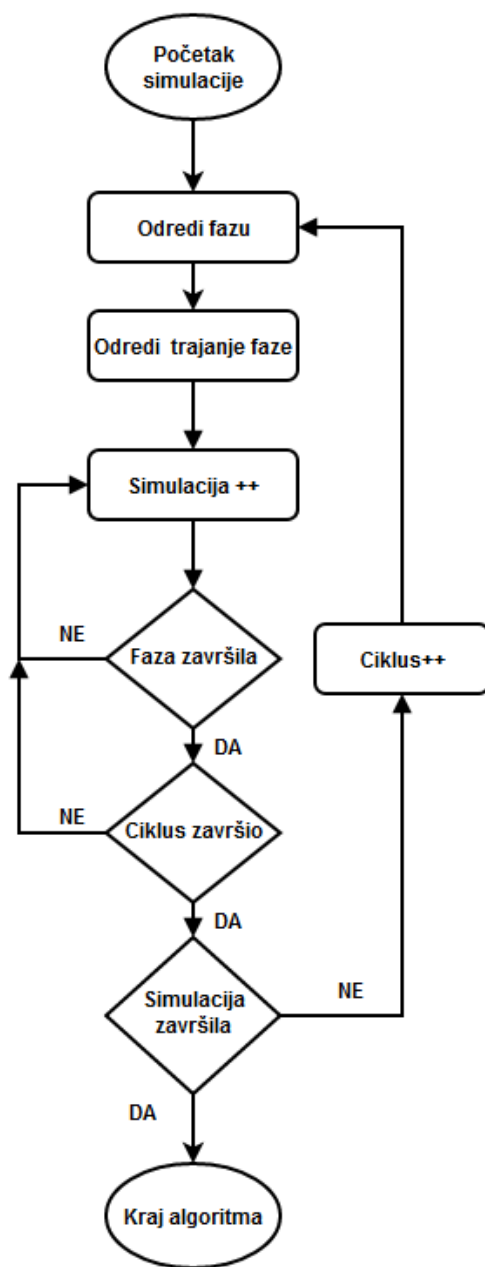 Početak
simulacije
Odredi fazu
Odredi trajanje faze
Simulacija ++
NE
Faza završila
Ciklus++
DA
NE
Ciklus završio
DA
Simulacija
završila
NE
DA
Kraj algoritma